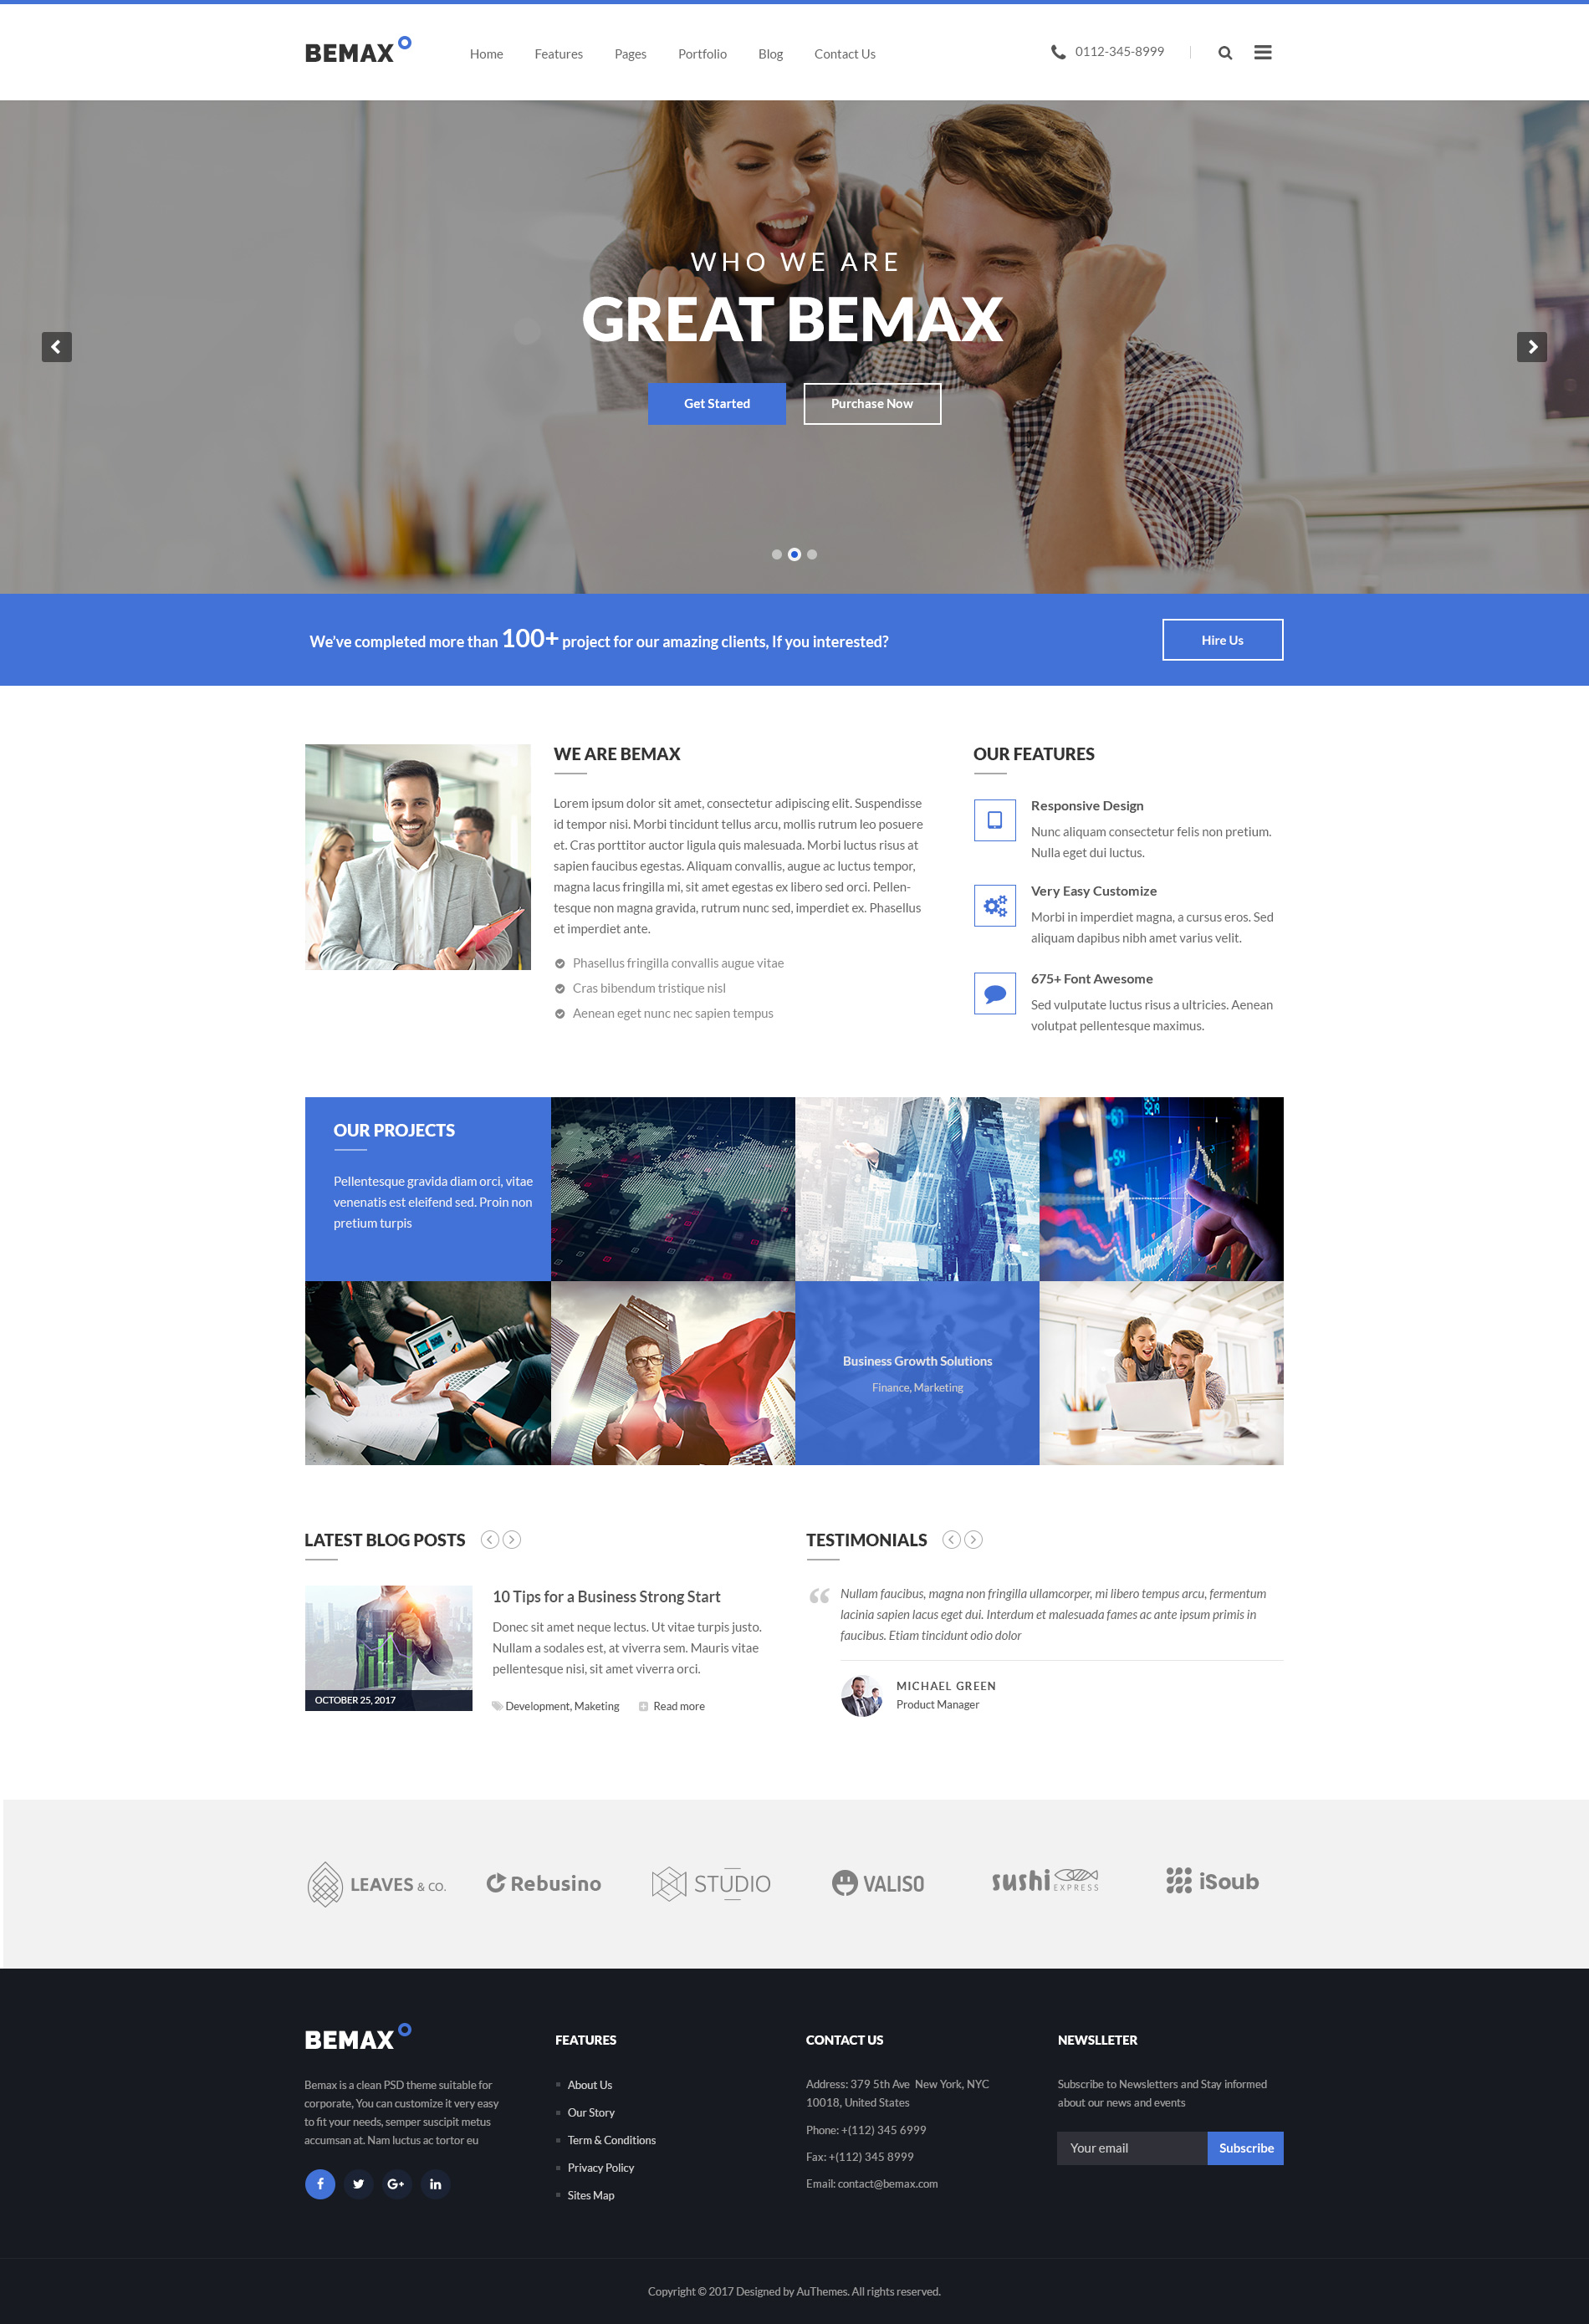 BEMAX
Home Features Pages Portfolio Blog Contact Us
0112-345-8999
WHO WE ARE
GREAT BEMAX
Get Started
Purchase Now
We've completed more than 100+ project for our amazing clients, If you interested?
Hire Us
WE ARE BEMAX
Lorem ipsum dolor sit amet, consectetur adipiscing elit. Suspendisse
id tempor nisi. Morbi tincidunt tellus arcu, mollis rutrum leo posuere
et. Cras porttitor auctor ligula quis malesuada. Morbi luctus risus at
sapien faucibus egestas. Aliquam convallis, augue ac luctus tempor,
magna lacus fringilla mi, sit amet egestas ex libero sed orci. Pellen-
tesque non magna gravida, rutrum nunc sed, imperdiet ex. Phasellus
et imperdiet ante.
Phasellus fringilla convallis augue vitae
Cras bibendum tristique nisl
Aenean eget nunc nec sapien tempus
OUR FEATURES
Responsive Design
Nunc aliquam consectetur felis non pretium.
Nulla eget dui luctus.
Very Easy Customize
Morbi in imperdiet magna, a cursus eros. Sed
aliquam dapibus nibh amet varius velit.
675+ Font Awesome
Sed vulputate luctus risus a ultricies. Aenean
volutpat pellentesque maximus.
OUR PROJECTS
Pellentesque gravida diam orci, vitae
venenatis est eleifend sed. Proin non
pretium turpis
-67
-54
Business Growth Solutions
Finance, Marketing
LATEST BLOG POSTS
OCTOBER 25, 2017
10 Tips for a Business Strong Start
Donec sit amet neque lectus. Ut vitae turpis justo.
Nullam a sodales est, at viverra sem. Mauris vitae
pellentesque nisi, sit amet viverra orci.
Development, Maketing
Read more
TESTIMONIALS
“
Nullam faucibus, magna non fringilla ullamcorper, mi libero tempus arcu, fermentum
lacinia sapien lacus eget dui. Interdum et malesuada fames ac ante ipsum primis in
faucibus. Etiam tincidunt odio dolor
MICHAEL GREEN
Product Manager
LEAVES & CO.
Rebusino
STUDIO
VALISO
sushi EXPRESS
iSoub
BEMAX
Bemax is a clean PSD theme suitable for
corporate, You can customize it very easy
to fit your needs, semper suscipit metus
accumsan at. Nam luctus ac tortor eu
FEATURES
About Us
Our Story
Term & Conditions
Privacy Policy
Sites Map
CONTACT US
Address: 379 5th Ave New York, NYC
10018, United States
Phone: +(112) 345 6999
Fax: +(112) 345 8999
Email: contact@bemax.com
NEWSLLETER
Subscribe to Newsletters and Stay informed
about our news and events
Your email
Subscribe
Copyright © 2017 Designed by AuThemes. All rights reserved.